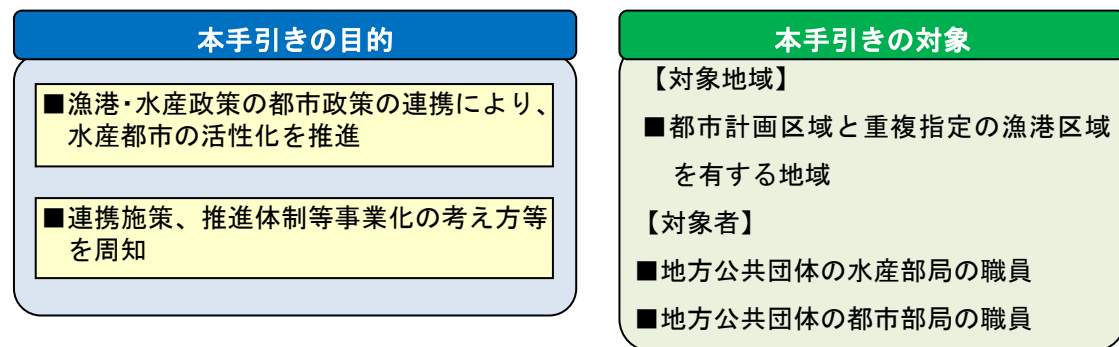 本手引きの目的
■漁港・水産政策の都市政策の連携により、
水産都市の活性化を推進
■連携施策、推進体制等事業化の考え方等
を周知
本手引きの対象
【対象地域】
■都市計画区域と重複指定の漁港区域
を有する地域
【対象者】
■地方公共団体の水産部局の職員
■地方公共団体の都市部局の職員